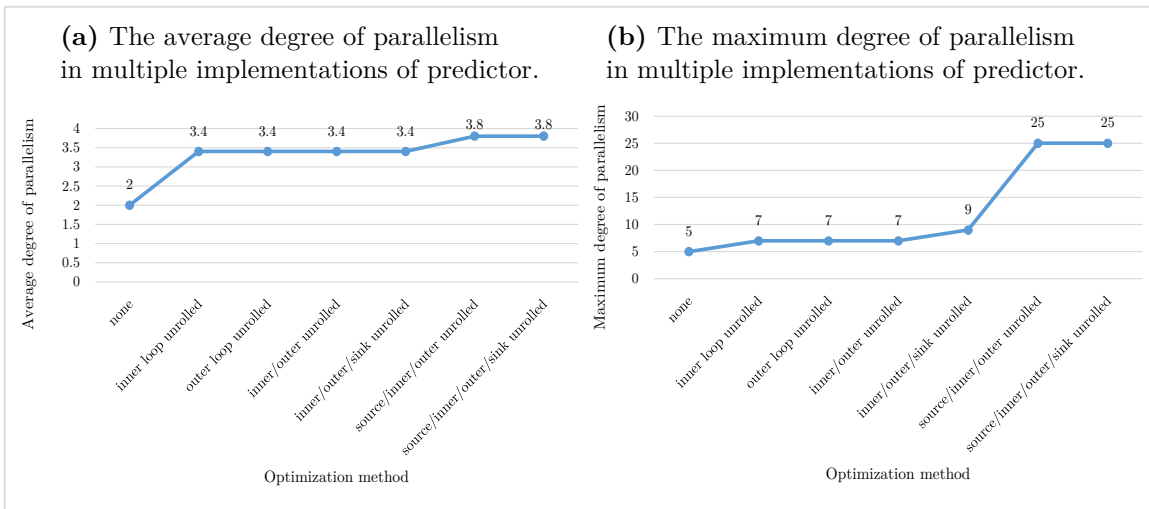 (a) The average degree of parallelism
in multiple implementations of predictor.
4
3.5
3
2.5
2
1.5
1
0.5
0
Average degree of parallelism
2
3.4
3.4
3.4
3.4
3.8
3.8
none
inner loop unrolled
outer loop unrolled
inner/outer unrolled
inner/outer/sink unrolled
source/inner/outer unrolled
source/inner/outer/sink unrolled
Optimization method
(b) The maximum degree of parallelism
in multiple implementations of predictor.
30
25
20
15
10
5
0
Maximum degree of parallelism
5
7
7
7
9
25
25
none
inner loop unrolled
outer loop unrolled
inner/outer unrolled
inner/outer/sink unrolled
source/inner/outer unrolled
source/inner/outer/sink unrolled
Optimization method